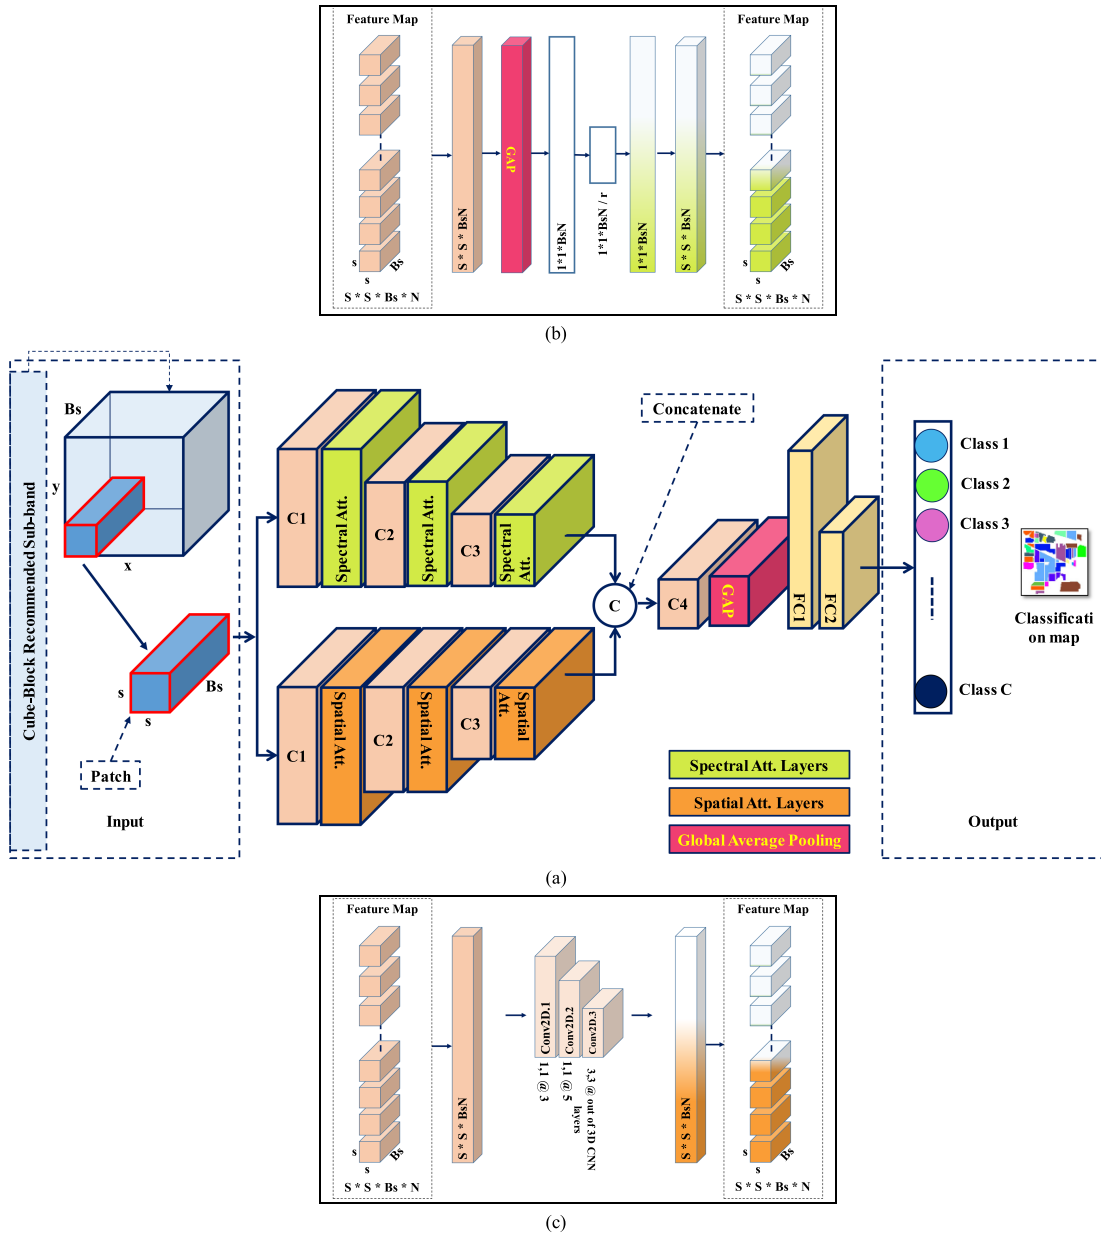 Feature Map
Feature Map
S * S * BsN
GAP
1*1*BsN
1*1*BsN / r
1*1*BsN
S * S * BsN
s
s
Bs
S * S * Bs * N
s
s
Bs
S * S * Bs * N
(b)
Cube-Block Recommended Sub-band
Bs
y
x
s
s
Bs
Patch
Input
C1
Spectral Att.
C2
Spectral Att.
C3
Spectral
Att.
C1
Spatial Att.
C2
Spatial Att.
C3
Spatial
Att.
Concatenate
C
C4
GAP
FC1
FC2
Class 1
Class 2
Class 3
Class C
Classificati
on map
Output
Spectral Att. Layers
Spatial Att. Layers
Global Average Pooling
(a)
Feature Map
Feature Map
S * S * BsN
Conv2D.1
Conv2D.2
Conv2D.3
1,1 @ 3
1,1 @ 5
3,3 @ out of 3D CNN
layers
S * S * BsN
s
s
Bs
S * S * Bs * N
s
s
Bs
S * S * Bs * N
(c)